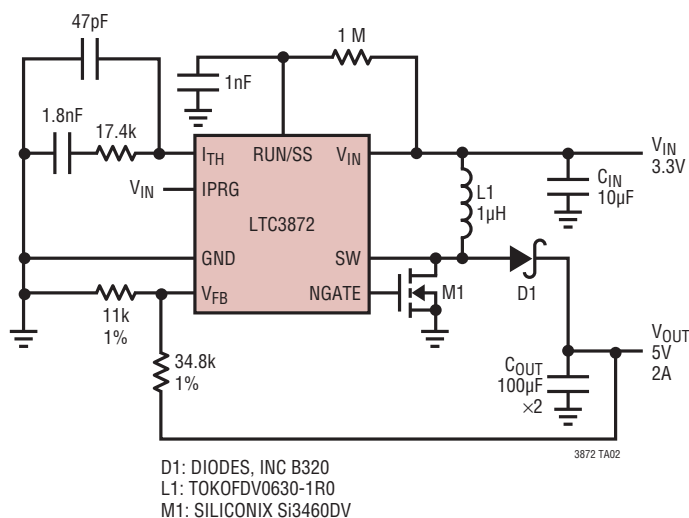 47pF
1 M
1nF
1.8nF
17.4k
ITH
RUN/SS
VIN
VIN
3.3V
CIN
10µF
L1
1µH
VIN
IPRG
LTC3872
GND
SW
D1
VFB
NGATE
M1
11k
1%
34.8k
1%
VOUT
5V
2A
COUT
100µF
×2
3872 TA02
D1: DIODES, INC B320
L1: TOKOFDV0630-1R0
M1: SILICONIX Si3460DV